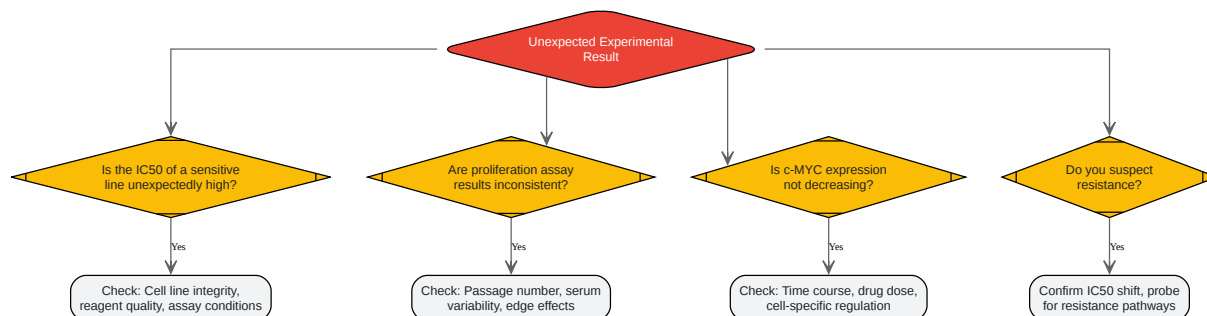 Unexpected Experimental
Result
Is the IC50 of a sensitive
line unexpectedly high?
Are proliferation assay
results inconsistent?
Is c-MYC expression
not decreasing?
Do you suspect
resistance?
Yes
Yes
Yes
Yes
Check: Cell line integrity,
reagent quality, assay conditions
Check: Passage number, serum
variability, edge effects
Check: Time course, drug dose,
cell-specific regulation
Confirm IC50 shift, probe
for resistance pathways